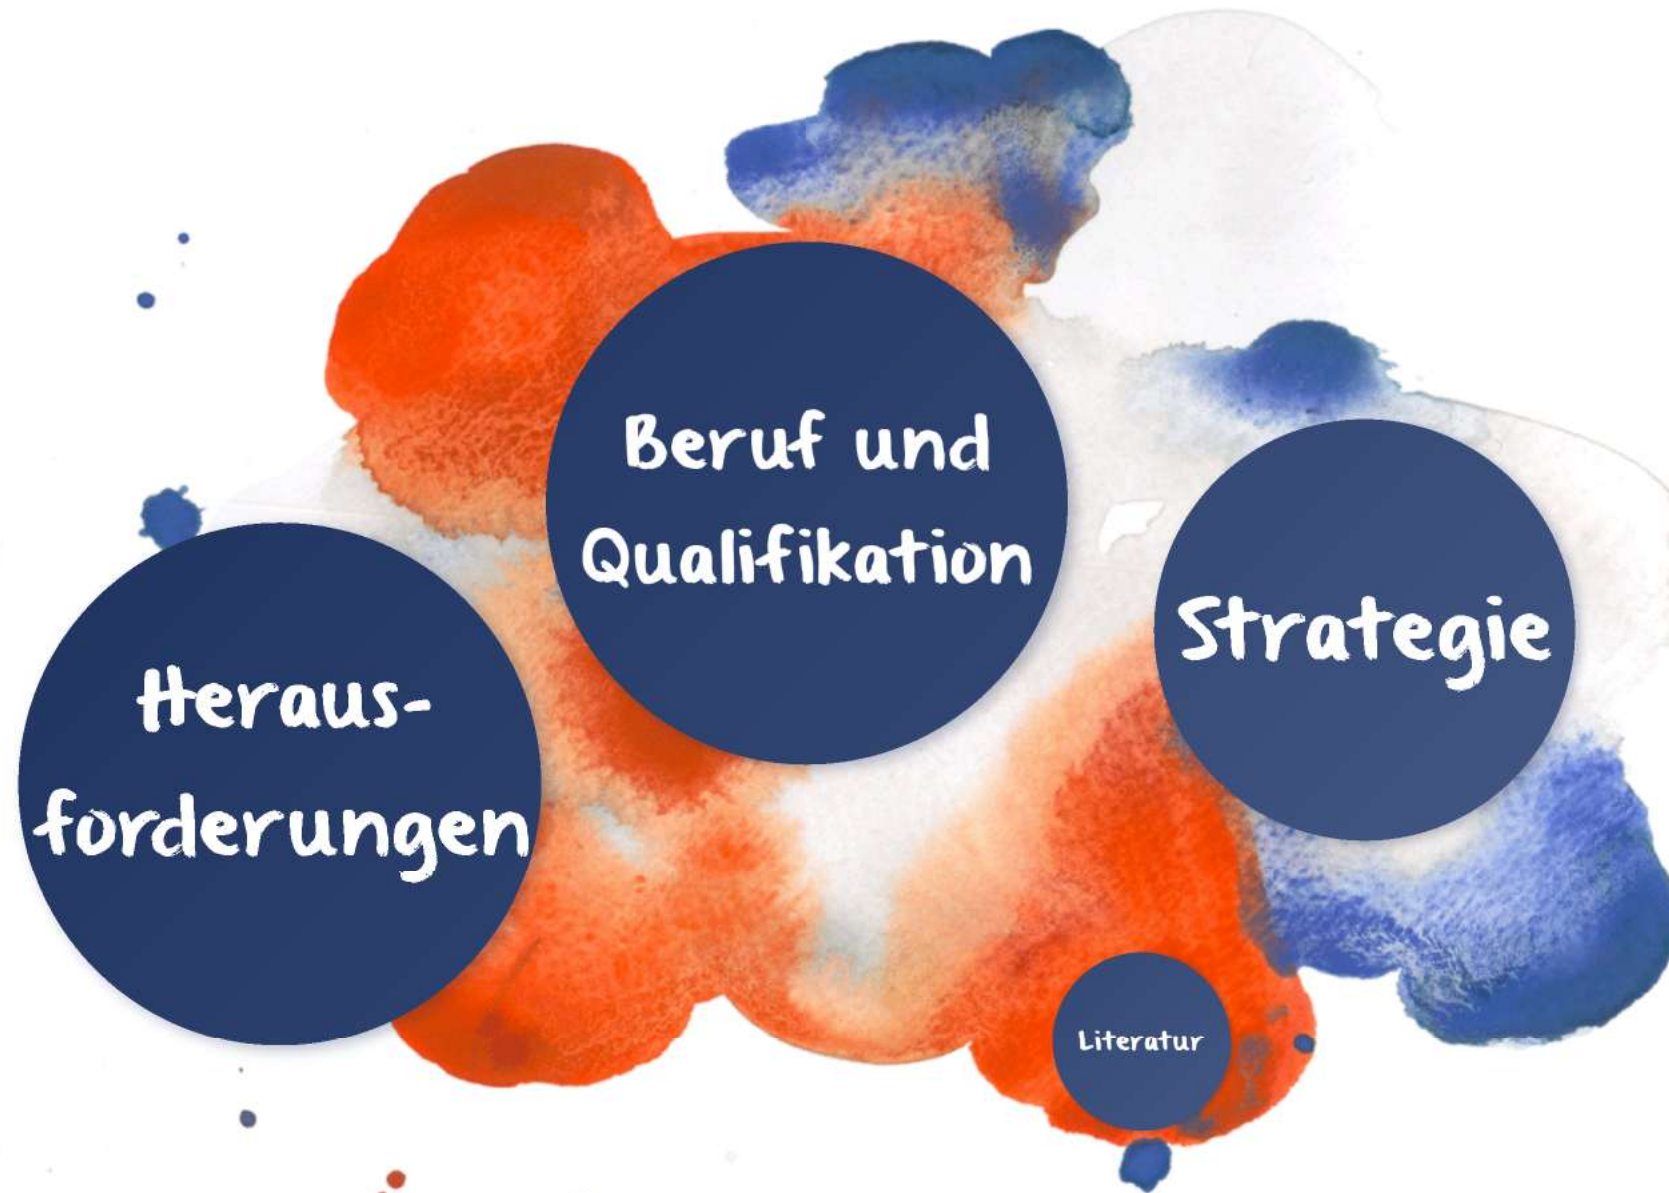 Heraus-
forderungen
Beruf und
Qualifikation
Strategie
Literatur